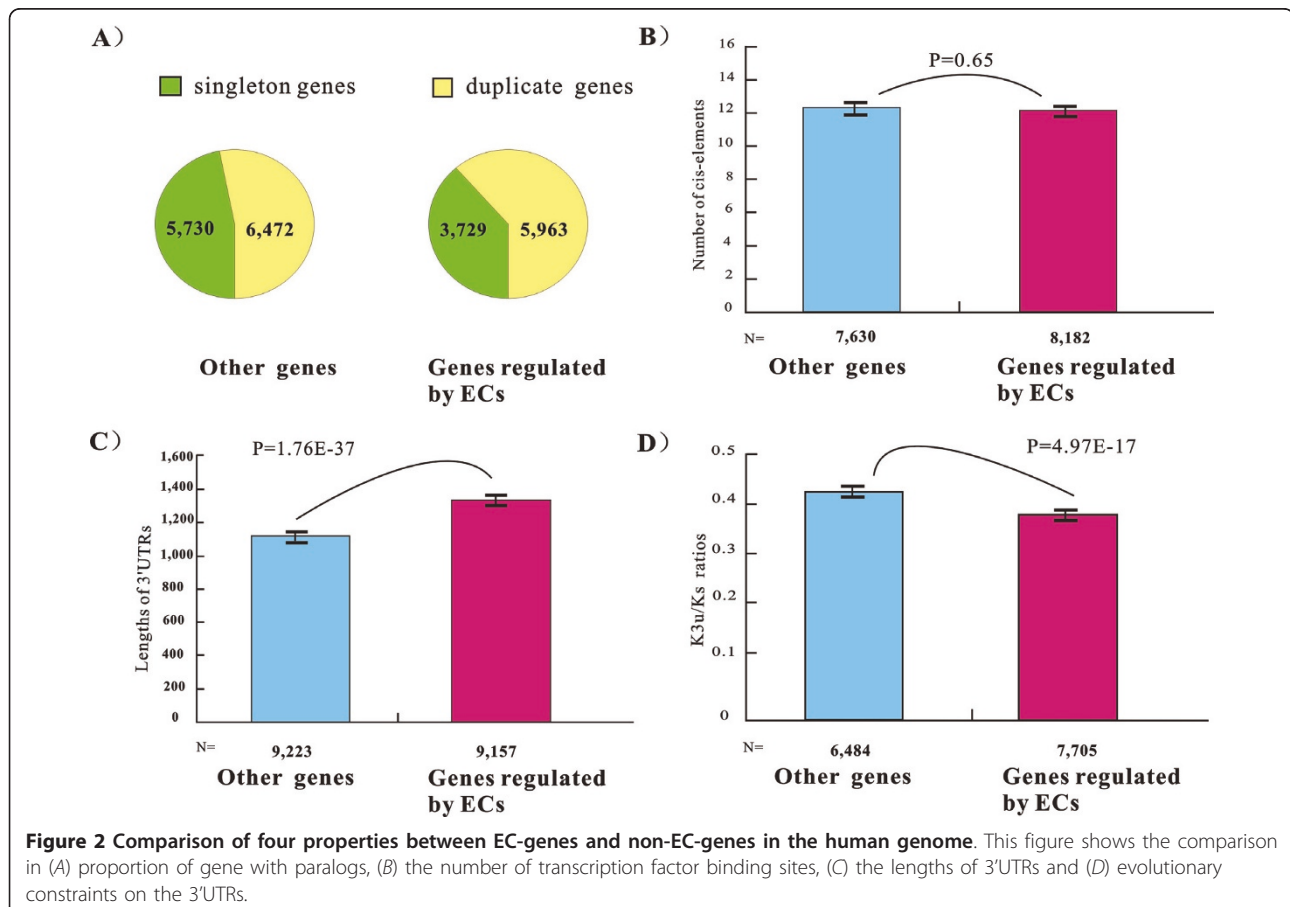 A）
singleton genes
duplicate genes
5,730
6,472
3,729
5,963
Other genes
Genes regulated
by ECs
B）
P=0.65
Number of cis-elements
16
14
12
10
8
6
4
2
0
N=
7,630
8,182
Other genes
Genes regulated
by ECs
C）
P=1.76E-37
Lengths of 3'UTRs
1,600
1,400
1,200
1,000
800
600
400
200
0
N=
9,223
9,157
Other genes
Genes regulated
by ECs
D）
P=4.97E-17
K3u/Ks ratios
0.5
0.4
0.3
0.2
0.1
0
N=
6,484
7,705
Other genes
Genes regulated
by ECs
Figure 2 Comparison of four properties between EC-genes and non-EC-genes in the human genome. This figure shows the comparison
in (A) proportion of gene with paralogs, (B) the number of transcription factor binding sites, (C) the lengths of 3'UTRs and (D) evolutionary
constraints on the 3'UTRs.